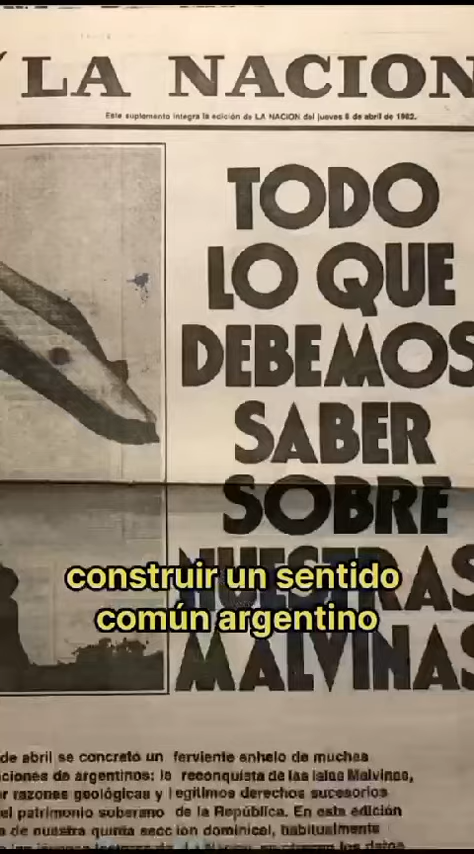 LA NACION
Este suplemento integra la edición de LA NACION del jueves 8 de abril de 1982.
TODO
LO QUE
DEBEMOS
SABER
SOBRE
NUESTRAS
MALVINAS
construir un sentido
común argentino
de abril se concretó un ferviente anhelo de muchas
ciones de argentinos: la reconquista de las Islas Malvinas,
r razones geológicas y legítimos derechos sucesorios
el patrimonio soberano de la República. En esta edición
a de nuestra quinta sección dominical, habitualmente